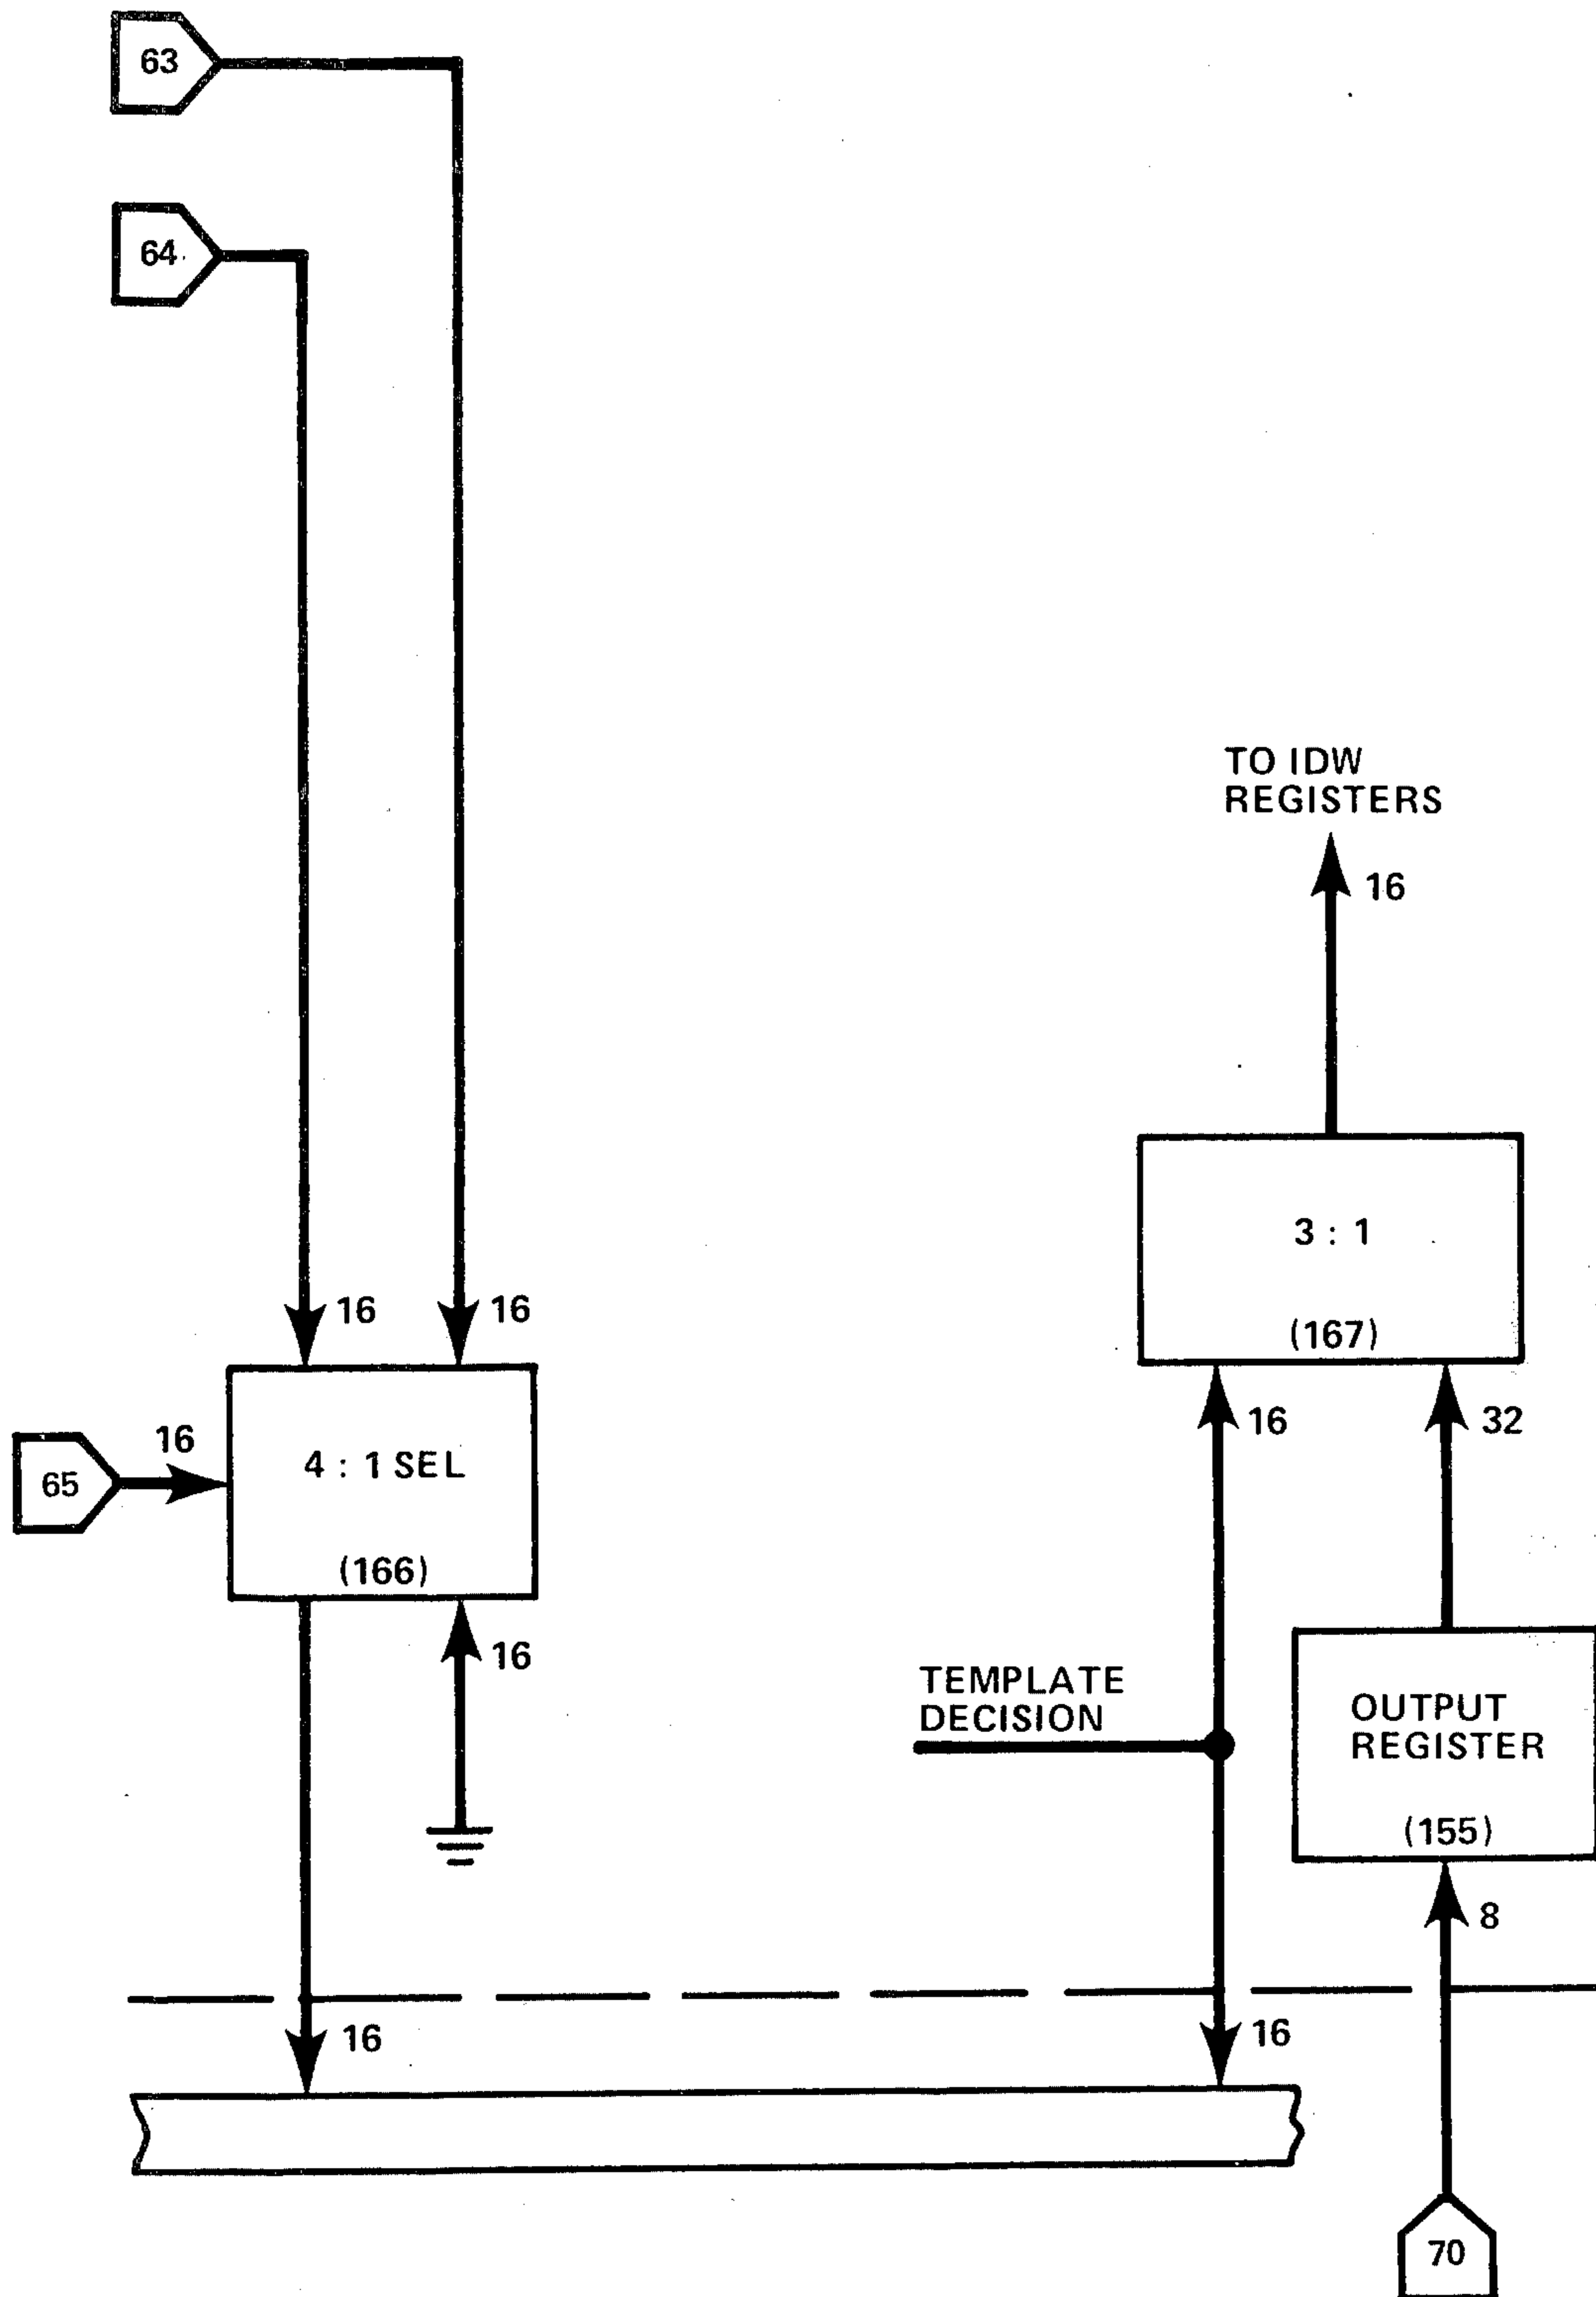 63
64
TO IDW
REGISTERS
16
3 : 1
(167)
16
16
16
32
65
16
4 : 1 SEL
(166)
16
TEMPLATE
DECISION
OUTPUT
REGISTER
(155)
8
16
16
70